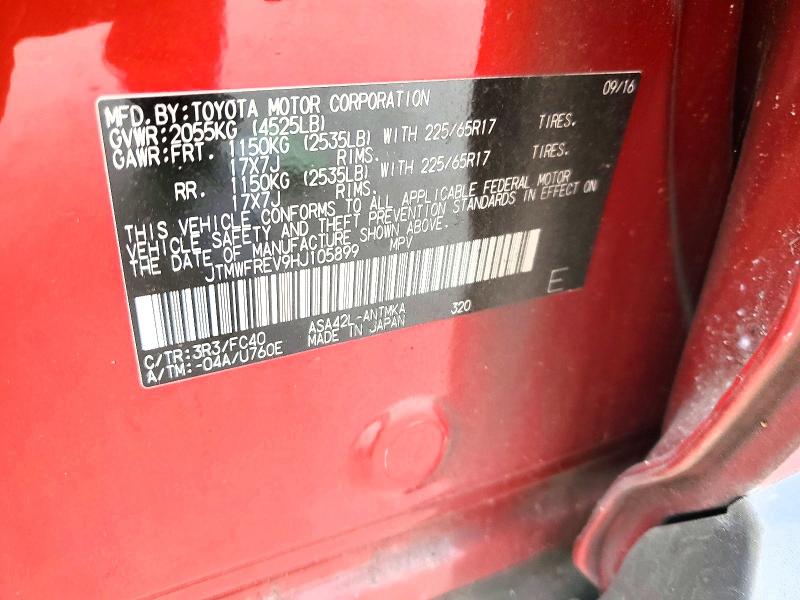 09/16
MFD.BY:TOYOTA MOTOR CORPORATION
GVWR:2055KG (4525LB)
GAWR:FRT. 1150KG (2535LB) WITH 225/65R17 TIRES.
17X7J RIMS.
RR. 1150KG (2535LB) WITH 225/65R17 TIRES.
17X7J RIMS.
THIS VEHICLE CONFORMS TO ALL APPLICABLE FEDERAL MOTOR
VEHICLE SAFETY AND THEFT PREVENTION STANDARDS IN EFFECT ON
THE DATE OF MANUFACTURE SHOWN ABOVE.
JTMWFREV9HJ105899 MPV
E
ASA42L-ANTMKA 320
C/TR:3R3/FC40 MADE IN JAPAN
A/TM:-04A/U760E